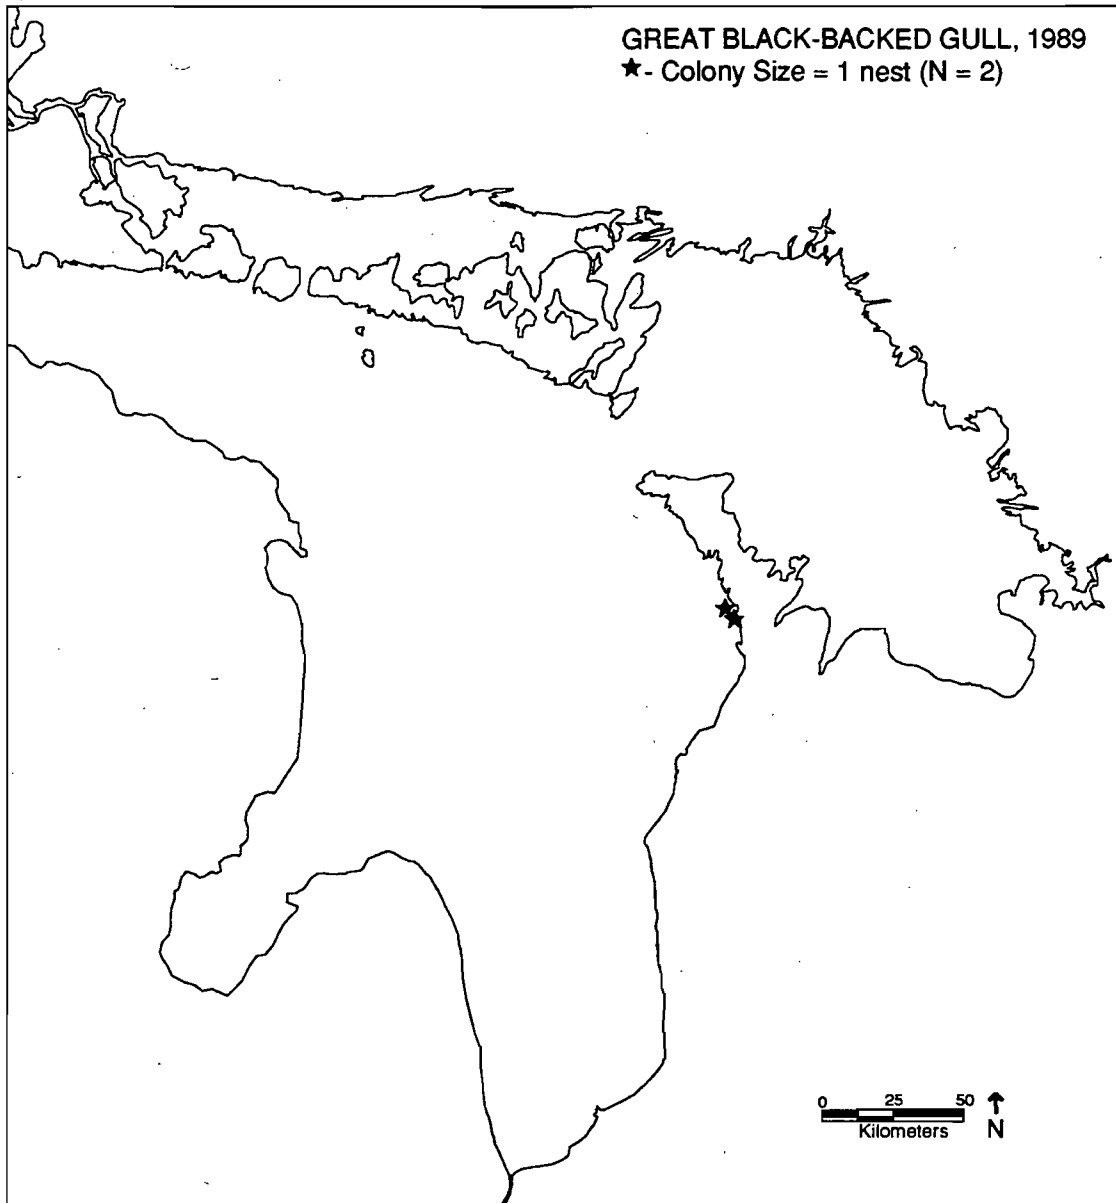 GREAT BLACK-BACKED GULL, 1989
★ - Colony Size = 1 nest (N = 2)
0 25 50
Kilometers
N